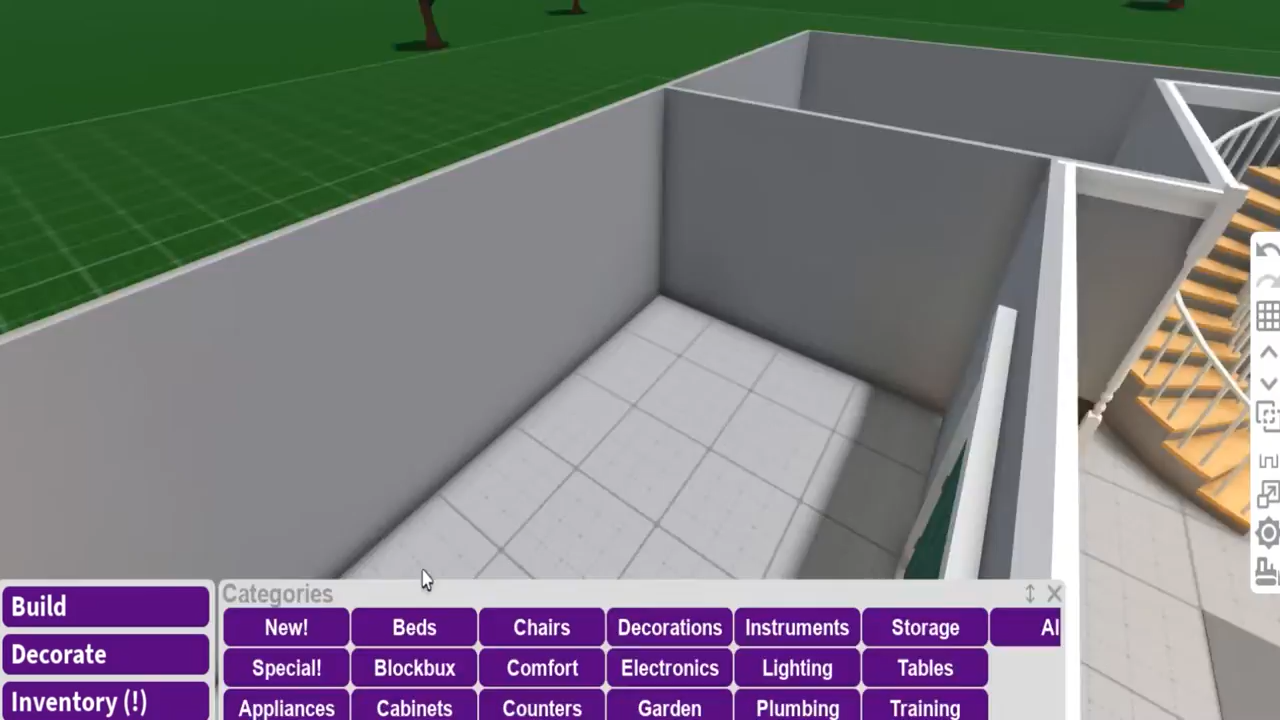 Build
Decorate
Inventory (!)
Categories
New! Beds Chairs Decorations Instruments Storage Al
Special! Blockbux Comfort Electronics Lighting Tables
Appliances Cabinets Counters Garden Plumbing Training